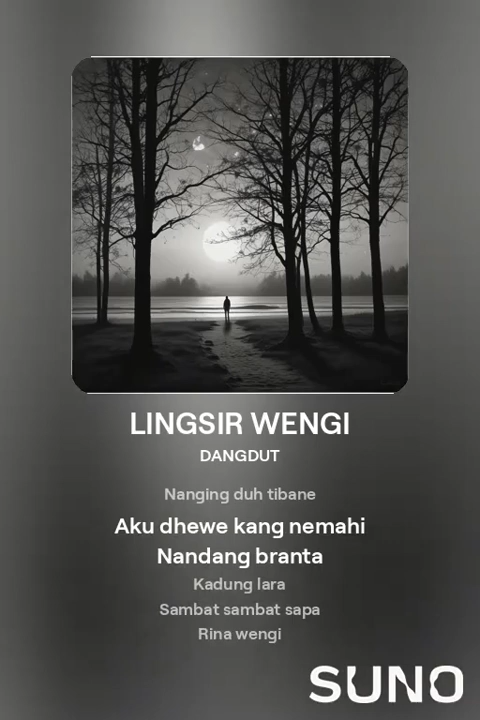 LINGSIR WENGI
DANGDUT
Nanging duh tibane
Aku dhewe kang nemahi
Nandang branta
Kadung lara
Sambat sambat sapa
Rina wengi
SUNO